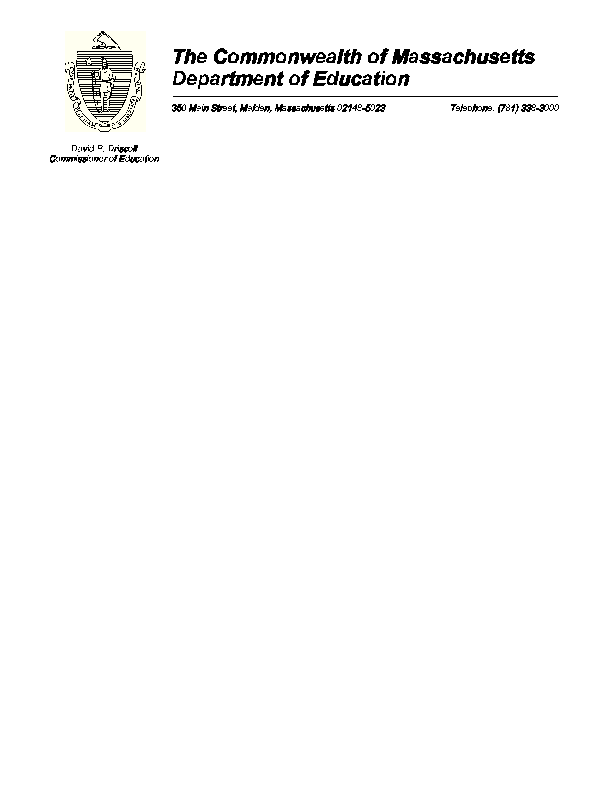 The Commonwealth of Massachusetts
Department of Education
350 Main Street, Malden, Massachusetts 02148-5023 Telephone: (781) 338-3000
David P. Driscoll
Commissioner of Education